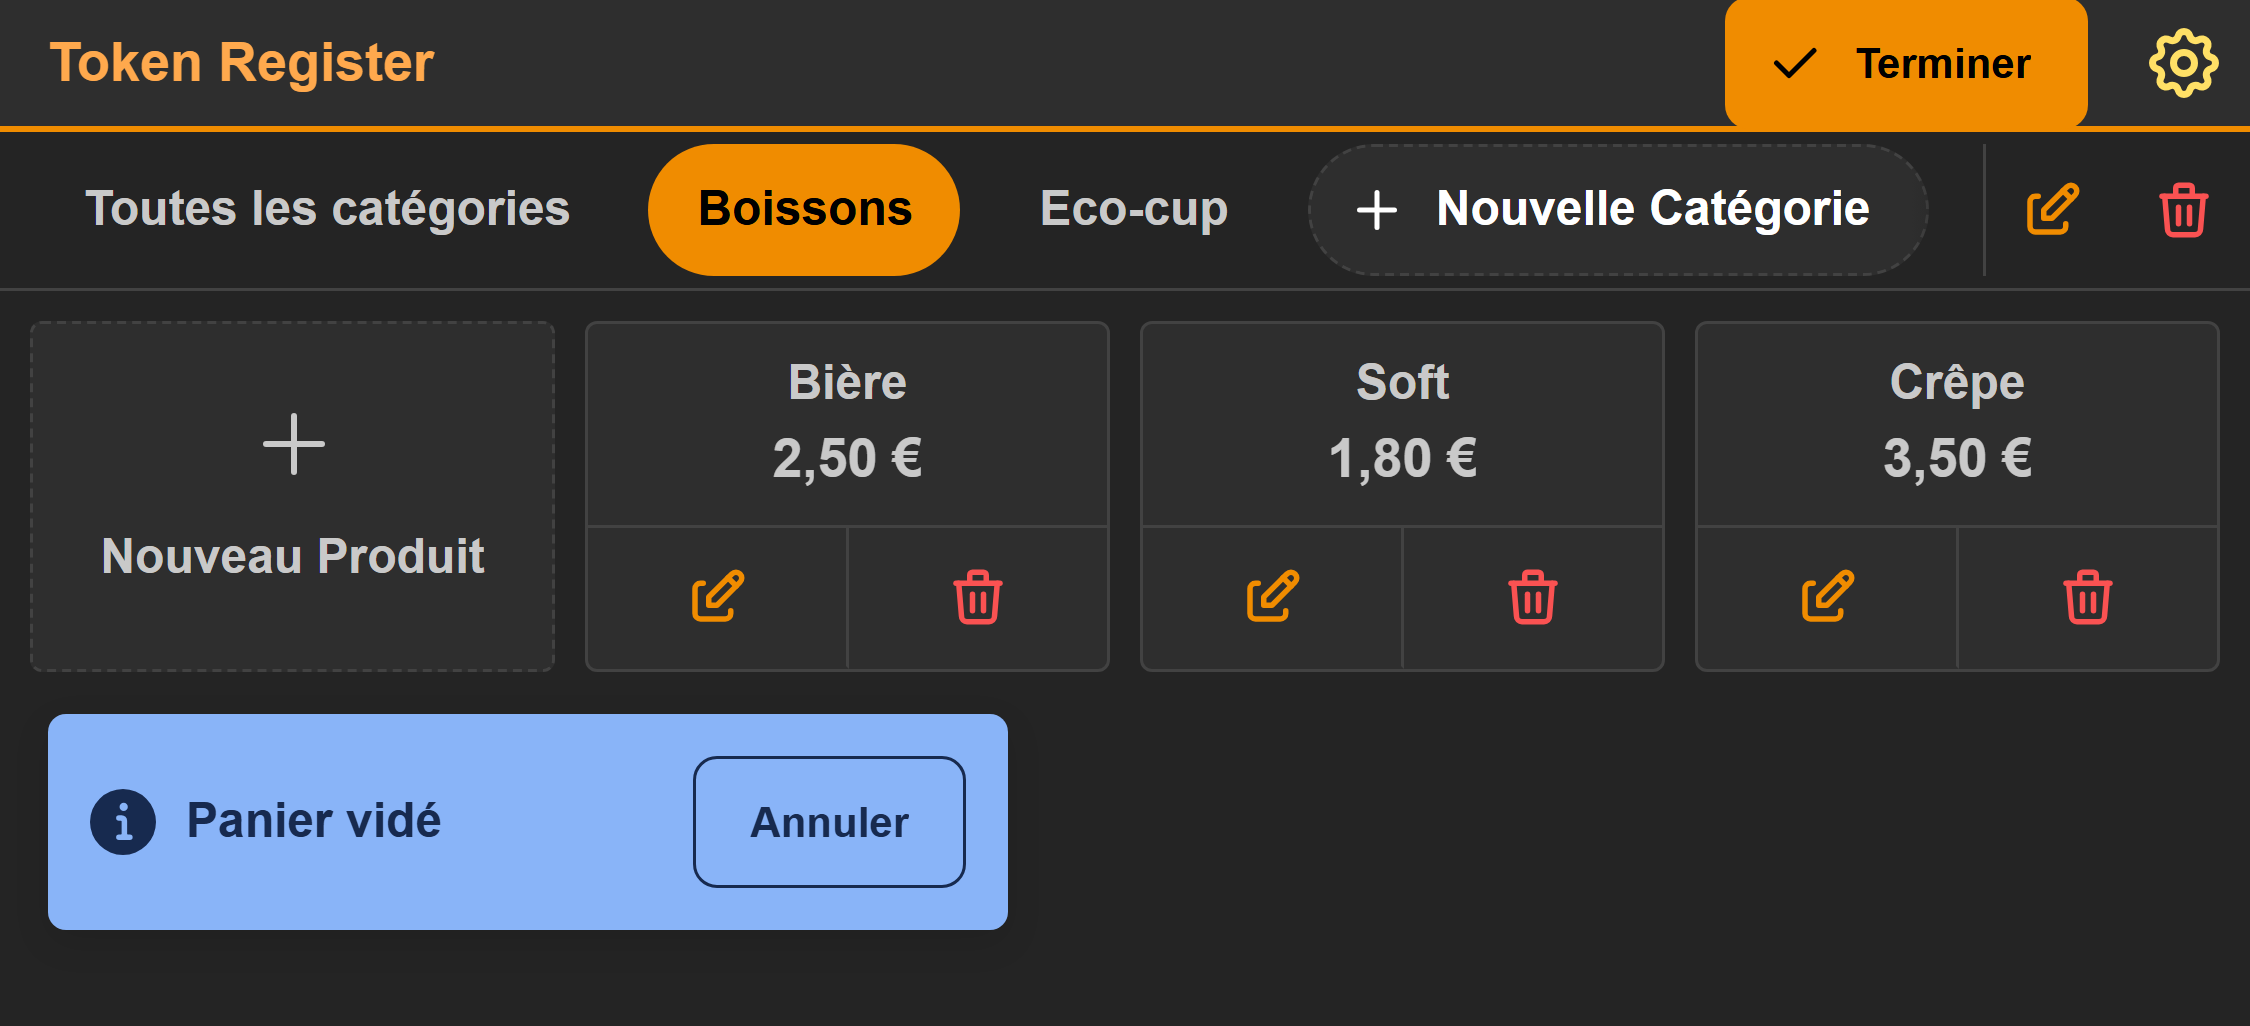 Token Register
Terminer
Toutes les catégories
Boissons
Eco-cup
Nouvelle Catégorie
Nouveau Produit
Bière
2,50 €
Soft
1,80 €
Crêpe
3,50 €
Panier vidé
Annuler